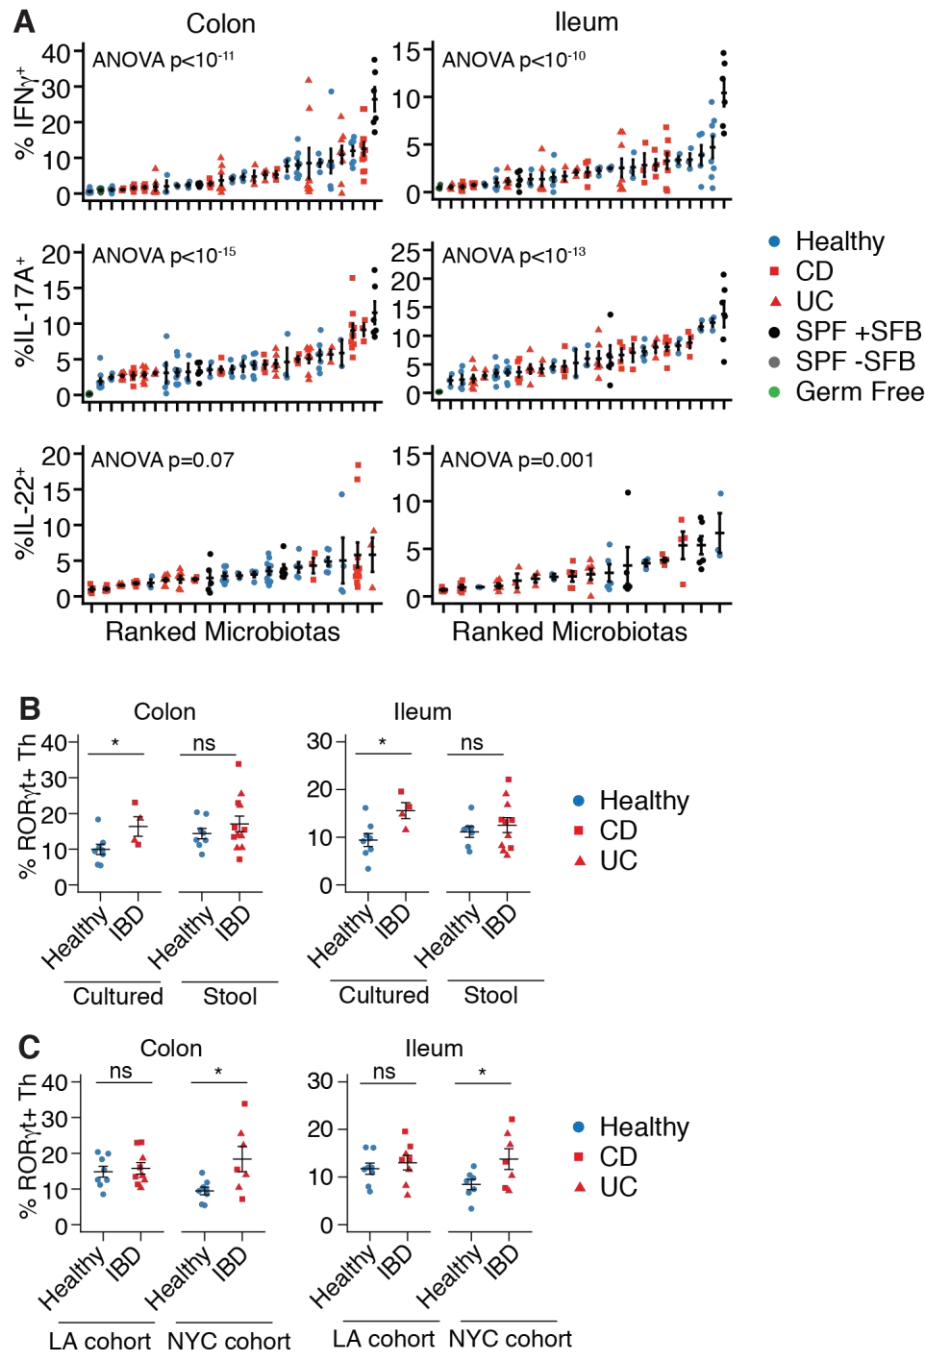 A
Colon
Ileum
% IFNγ⁺
40
30
20
10
0
ANOVA p<10⁻¹¹
15
10
5
0
ANOVA p<10⁻¹⁰
%IL-17A⁺
20
15
10
5
0
ANOVA p<10⁻¹⁵
25
20
15
10
5
0
ANOVA p<10⁻¹³
Healthy
CD
UC
SPF +SFB
SPF -SFB
Germ Free
%IL-22⁺
20
15
10
5
0
ANOVA p=0.07
15
10
5
0
ANOVA p=0.001
Ranked Microbiotas
Ranked Microbiotas
B
Colon
Ileum
% RORγt+ Th
40
30
20
10
0
*
ns
30
20
10
0
*
ns
Healthy
CD
UC
Healthy
IBD
Healthy
IBD
Healthy
IBD
Healthy
IBD
Cultured
Stool
Cultured
Stool
C
Colon
Ileum
% RORγt+ Th
40
30
20
10
0
ns
*
30
20
10
0
ns
*
Healthy
CD
UC
Healthy
IBD
Healthy
IBD
Healthy
IBD
Healthy
IBD
LA cohort
NYC cohort
LA cohort
NYC cohort